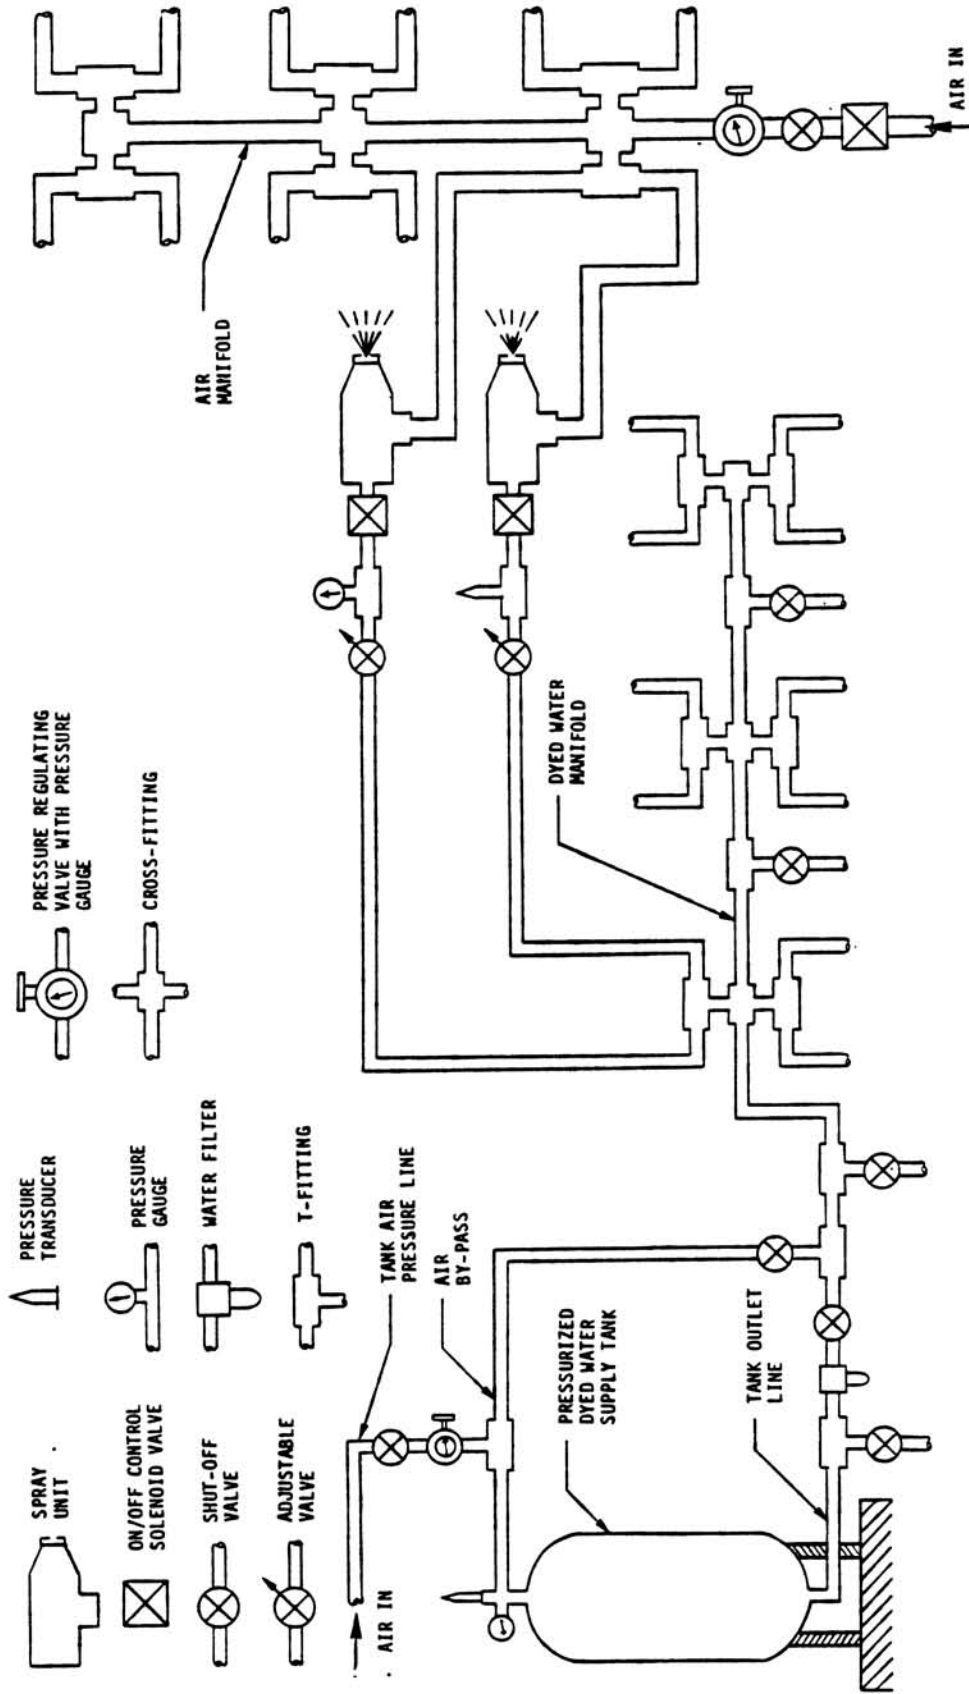 SPRAY
UNIT
ON/OFF CONTROL
SOLENOID VALVE
SHUT-OFF
VALVE
ADJUSTABLE
VALVE
PRESSURE
TRANSDUCER
PRESSURE
GAUGE
WATER FILTER
T-FITTING
PRESSURE REGULATING
VALVE WITH PRESSURE
GAUGE
CROSS-FITTING
AIR IN
TANK AIR
PRESSURE LINE
AIR
BY-PASS
PRESSURIZED
DYED WATER
SUPPLY TANK
TANK OUTLET
LINE
DYED WATER
MANIFOLD
AIR
MANIFOLD
AIR IN